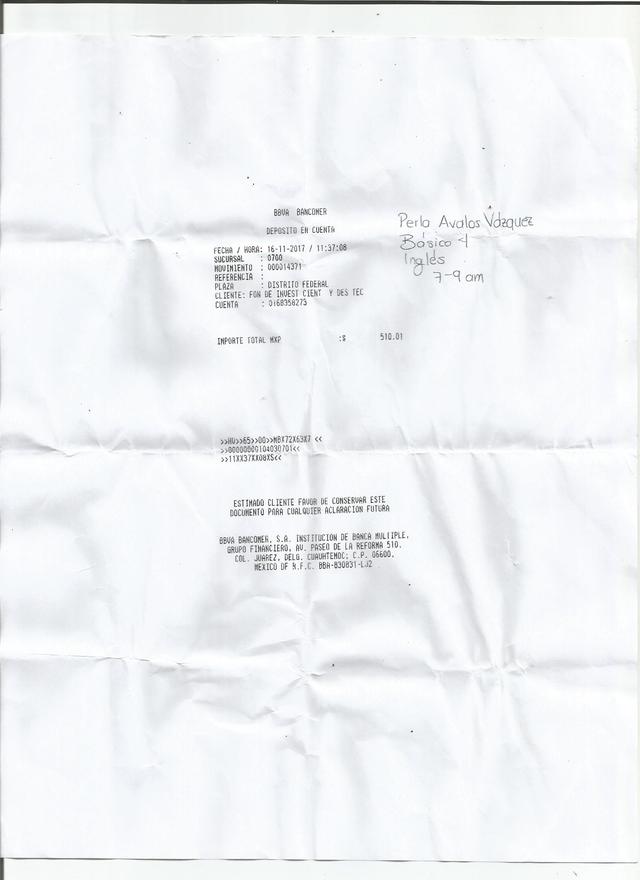 BBVA BANCOMER
DEPOSITO EN CUENTA
FECHA / HORA: 16-11-2017 / 11:37:08
SUCURSAL : 0700
MOVIMIENTO : 000014371
REFERENCIA :
PLAZA : DISTRITO FEDERAL
CLIENTE: FON DE INVEST CIENT Y DES TEC
CUENTA : 0168358273
IMPORTE TOTAL MXP :$ 510.01
Perla Avalos Vázquez
Básico 4
Inglés
7-9 am
>>HU>>65>>00>>MBX72X63X7 <<
>>00000000104030701<<
>>11XX37XX08XS<<
ESTIMADO CLIENTE FAVOR DE CONSERVAR ESTE
DOCUMENTO PARA CUALQUIER ACLARACION FUTURA
BBVA BANCOMER, S.A. INSTITUCION DE BANCA MULTIPLE,
GRUPO FINANCIERO, AV. PASEO DE LA REFORMA 510,
COL. JUAREZ, DELG. CUAUHTEMOC; C.P. 06600,
MEXICO DF R.F.C. BBA-830831-LJ2